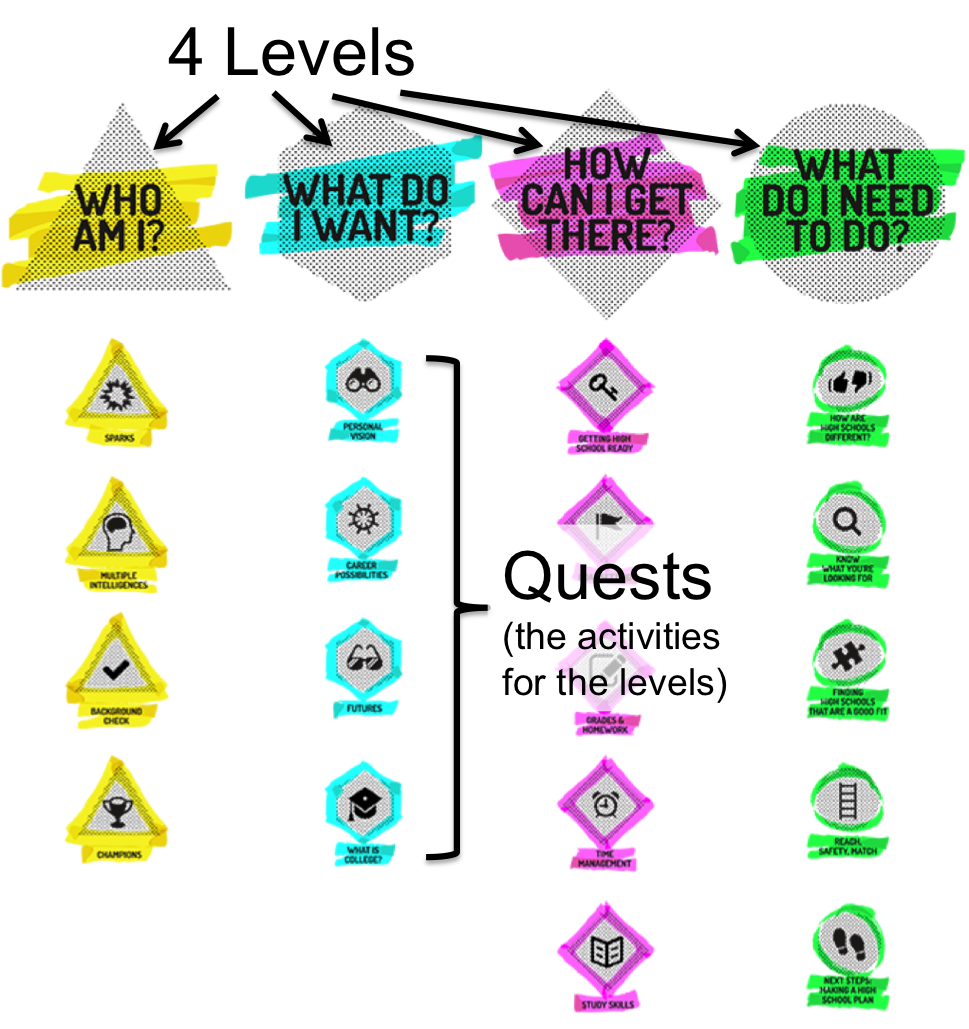 4 Levels
WHO
AM I?
WHAT DO
I WANT?
HOW
CAN I GET
THERE?
WHAT
DO I NEED
TO DO?
SPARKS
MULTIPLE
INTELLIGENCES
BACKGROUND
CHECK
CHAMPIONS
PERSONAL
VISION
CAREER
POSSIBILITIES
FUTURES
WHAT IS
COLLEGE?
Quests
(the activities
for the levels)
GETTING HIGH
SCHOOL READY
GRADES &
HOMEWORK
TIME
MANAGEMENT
STUDY SKILLS
HOW ARE
HIGH SCHOOLS
DIFFERENT?
KNOW
WHAT YOU'RE
LOOKING FOR
FINDING
HIGH SCHOOLS
THAT ARE A GOOD FIT
REACH,
SAFETY, MATCH
NEXT STEPS:
MAKING A HIGH
SCHOOL PLAN